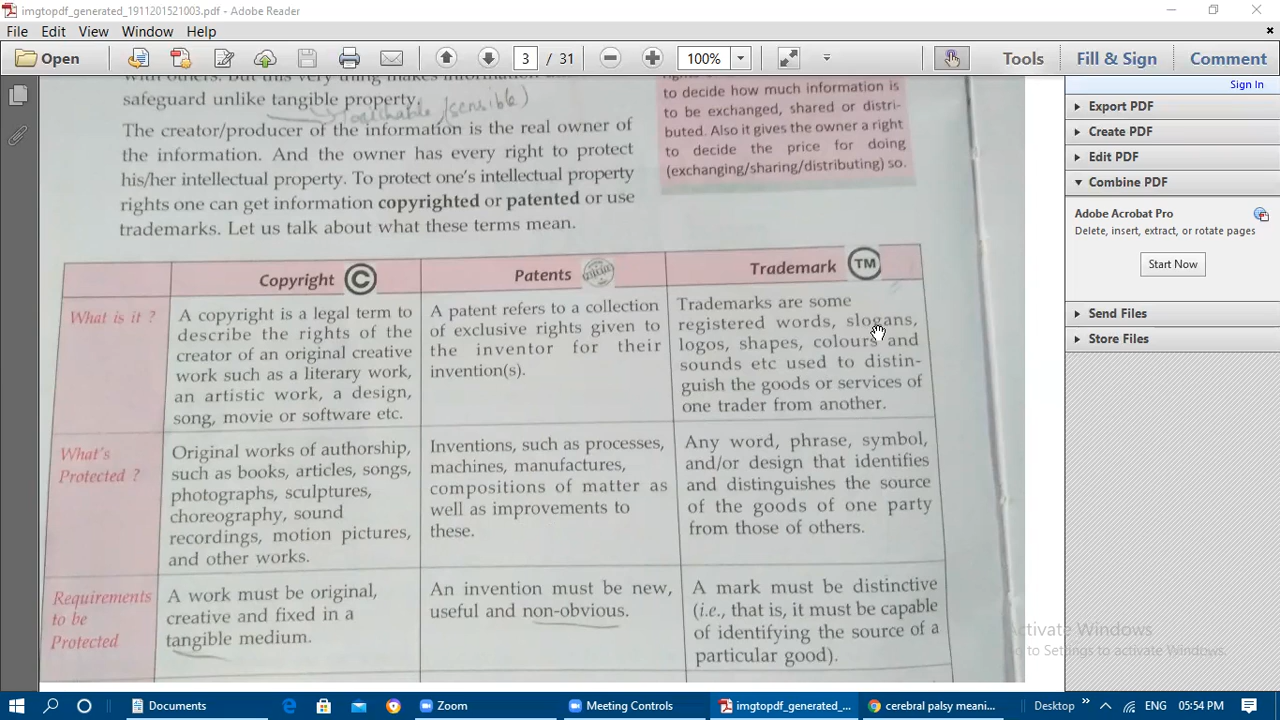 imgtopdf_generated_1911201521003.pdf - Adobe Reader
File Edit View Window Help
Open 3 / 31 100% Tools Fill & Sign Comment
Sign In
Export PDF
Create PDF
Edit PDF
Combine PDF
Adobe Acrobat Pro
Delete, insert, extract, or rotate pages
Start Now
Send Files
Store Files
with others. But this very thing makes information
safeguard unlike tangible property.
(sensible)
The creator/producer of the information is the real owner of
the information. And the owner has every right to protect
his/her intellectual property. To protect one's intellectual property
rights one can get information copyrighted or patented or use
trademarks. Let us talk about what these terms mean.
to decide how much information is
to be exchanged, shared or distri-
buted. Also it gives the owner a right
to decide the price for doing
(exchanging/sharing/distributing) so.
Copyright © Patents Trademark TM
What is it ?
A copyright is a legal term to
describe the rights of the
creator of an original creative
work such as a literary work,
an artistic work, a design,
song, movie or software etc.
A patent refers to a collection
of exclusive rights given to
the inventor for their
invention(s).
Trademarks are some
registered words, slogans,
logos, shapes, colours and
sounds etc used to distin-
guish the goods or services of
one trader from another.
What's
Protected ?
Original works of authorship,
such as books, articles, songs,
photographs, sculptures,
choreography, sound
recordings, motion pictures,
and other works.
Inventions, such as processes,
machines, manufactures,
compositions of matter as
well as improvements to
these.
Any word, phrase, symbol,
and/or design that identifies
and distinguishes the source
of the goods of one party
from those of others.
Requirements
to be
Protected
A work must be original,
creative and fixed in a
tangible medium.
An invention must be new,
useful and non-obvious.
A mark must be distinctive
(i.e., that is, it must be capable
of identifying the source of a
particular good).
Activate Windows
Go to Settings to activate Windows.
Documents Zoom Meeting Controls imgtopdf_generated_... cerebral palsy meani... Desktop » ENG 05:54 PM